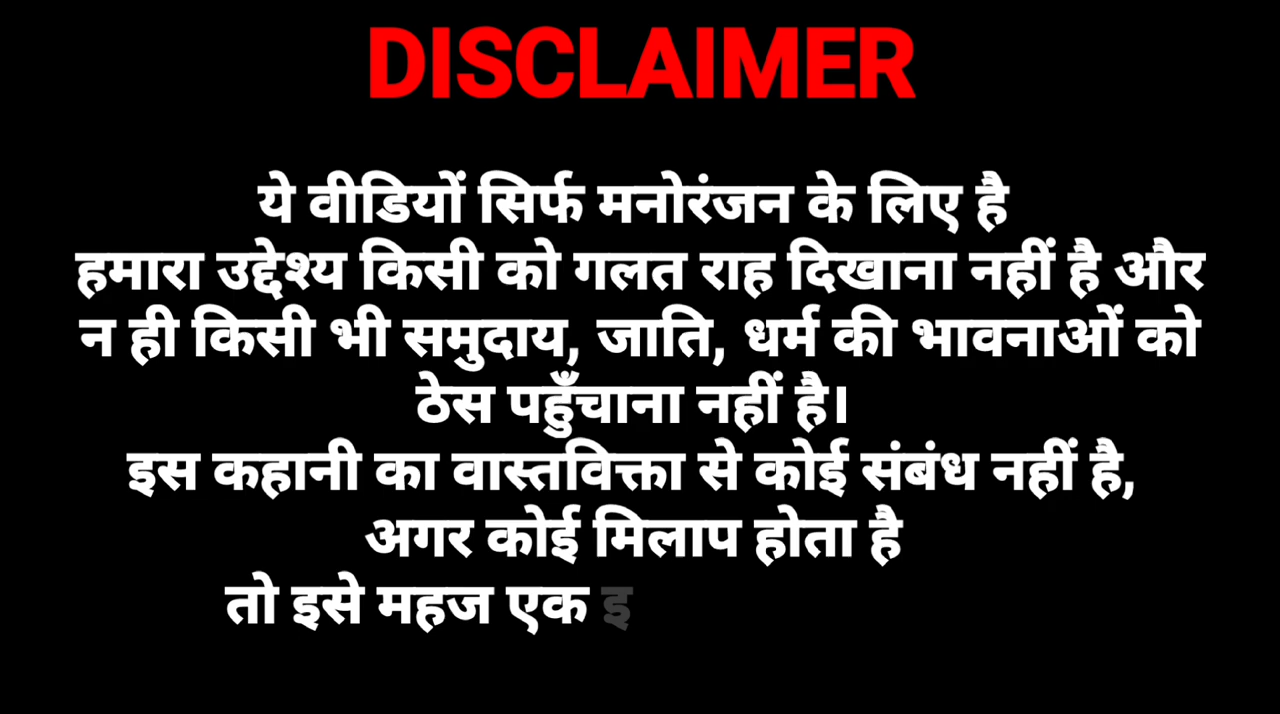 DISCLAIMER
ये वीडियों सिर्फ मनोरंजन के लिए है
हमारा उद्देश्य किसी को गलत राह दिखाना नहीं है और
न ही किसी भी समुदाय, जाति, धर्म की भावनाओं को
ठेस पहुँचाना नहीं है।
इस कहानी का वास्तविक्ता से कोई संबंध नहीं है,
अगर कोई मिलाप होता है
तो इसे महज एक इ